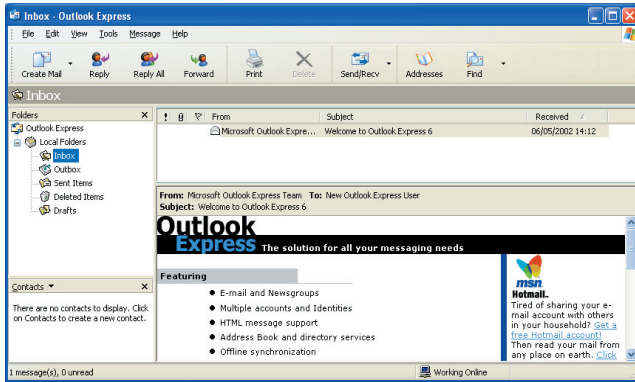 Inbox - Outlook Express
File Edit View Tools Message Help
Create Mail Reply Reply All Forward Print Delete Send/Recv Addresses Find
Inbox
Folders
Outlook Express
Local Folders
Inbox
Outbox
Sent Items
Deleted Items
Drafts
Contacts
There are no contacts to display. Click
on Contacts to create a new contact.
! From Subject Received
Microsoft Outlook Expre... Welcome to Outlook Express 6 06/05/2002 14:12
From: Microsoft Outlook Express Team To: New Outlook Express User
Subject: Welcome to Outlook Express 6
Outlook
Express The solution for all your messaging needs
Featuring
• E-mail and Newsgroups
• Multiple accounts and Identities
• HTML message support
• Address Book and directory services
• Offline synchronization
msn
Hotmail.
Tired of sharing your e-
mail account with others
in your household? Get a
free Hotmail account!
Then read your mail from
any place on earth. Click
1 message(s), 0 unread Working Online